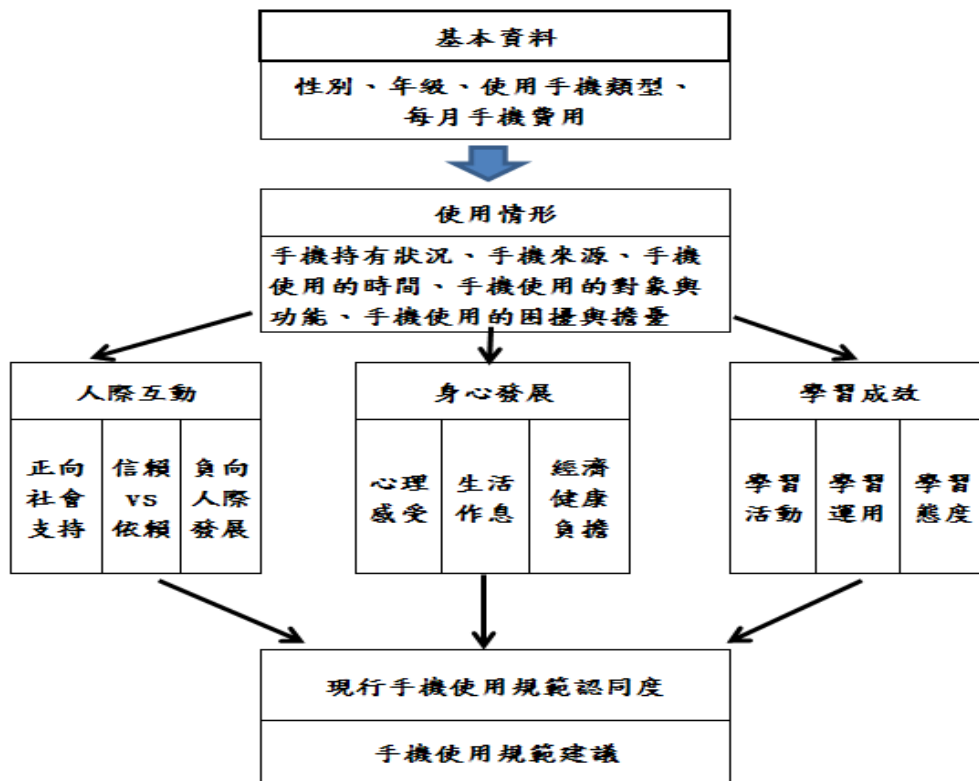 基本資料
性別、年級、使用手機類型、
每月手機費用
使用情形
手機持有狀況、手機來源、手機
使用的時間、手機使用的對象與
功能、手機使用的困擾與擔憂
人際互動
正向
社會
支持
信賴
vs
依賴
負向
人際
發展
身心發展
心理
感受
生活
作息
經濟
健康
負擔
學習成效
學習
活動
學習
運用
學習
態度
現行手機使用規範認同度
手機使用規範建議